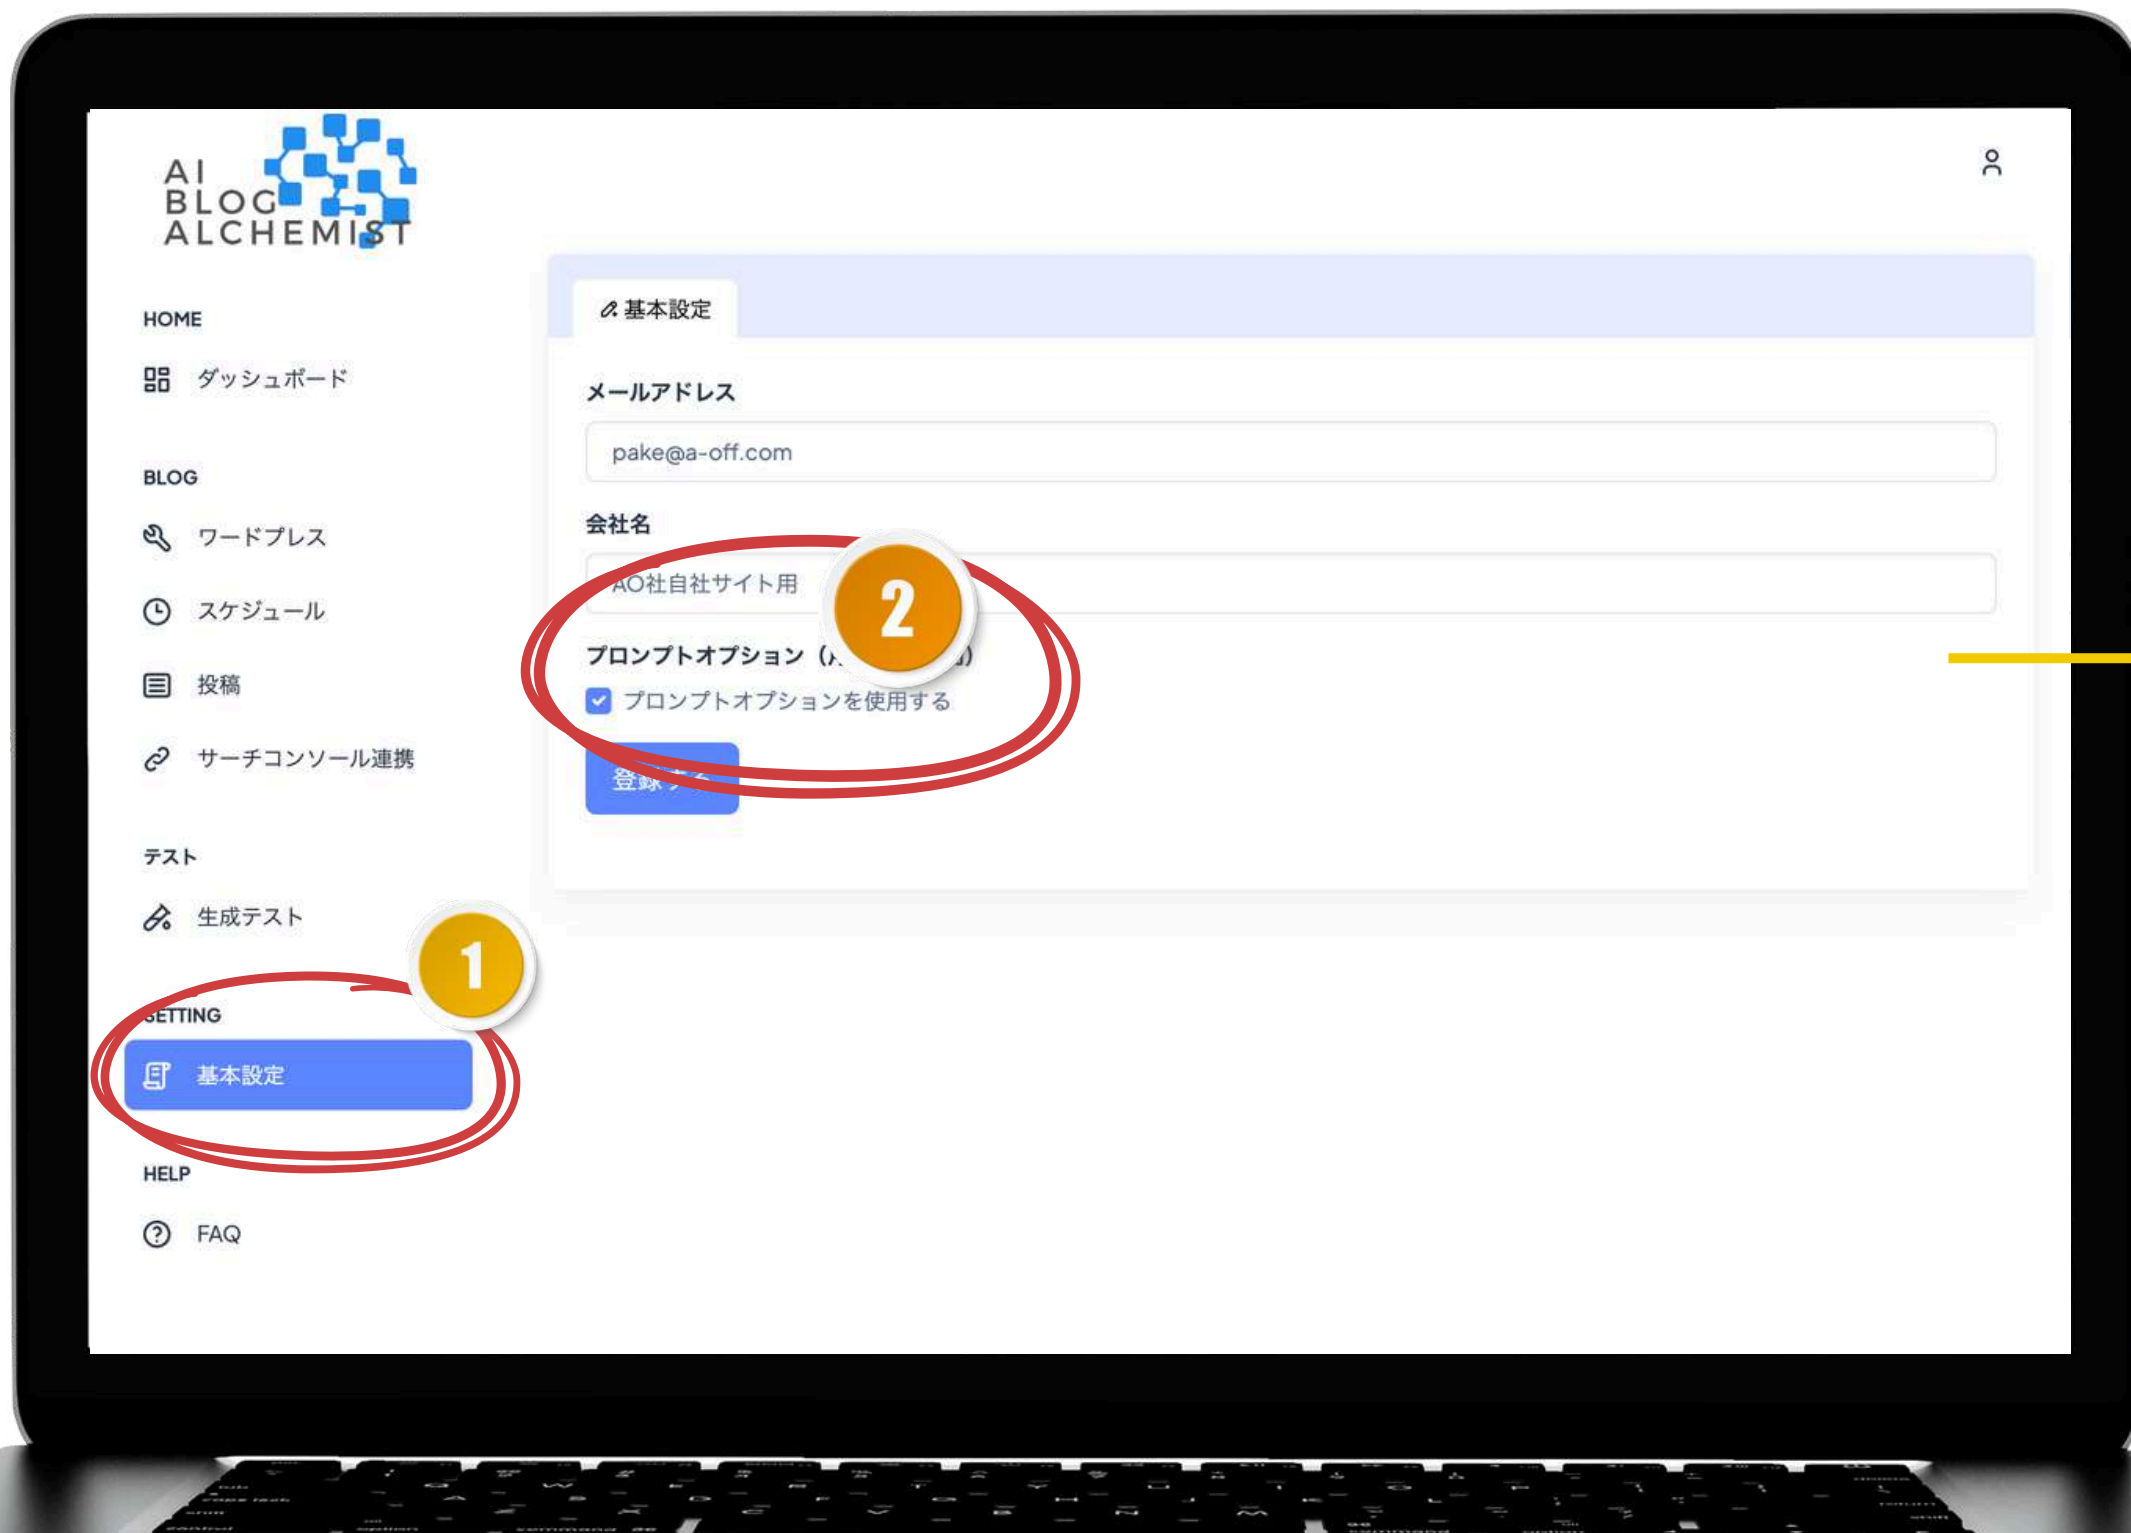 AI
BLOG
ALCHEMIST
HOME
ダッシュボード
BLOG
ワードプレス
スケジュール
投稿
サーチコンソール連携
テスト
生成テスト
1
SETTING
基本設定
HELP
FAQ
基本設定
メールアドレス
pake@a-off.com
会社名
AO社自社サイト用
2
プロンプトオプション
プロンプトオプションを使用する
登録する